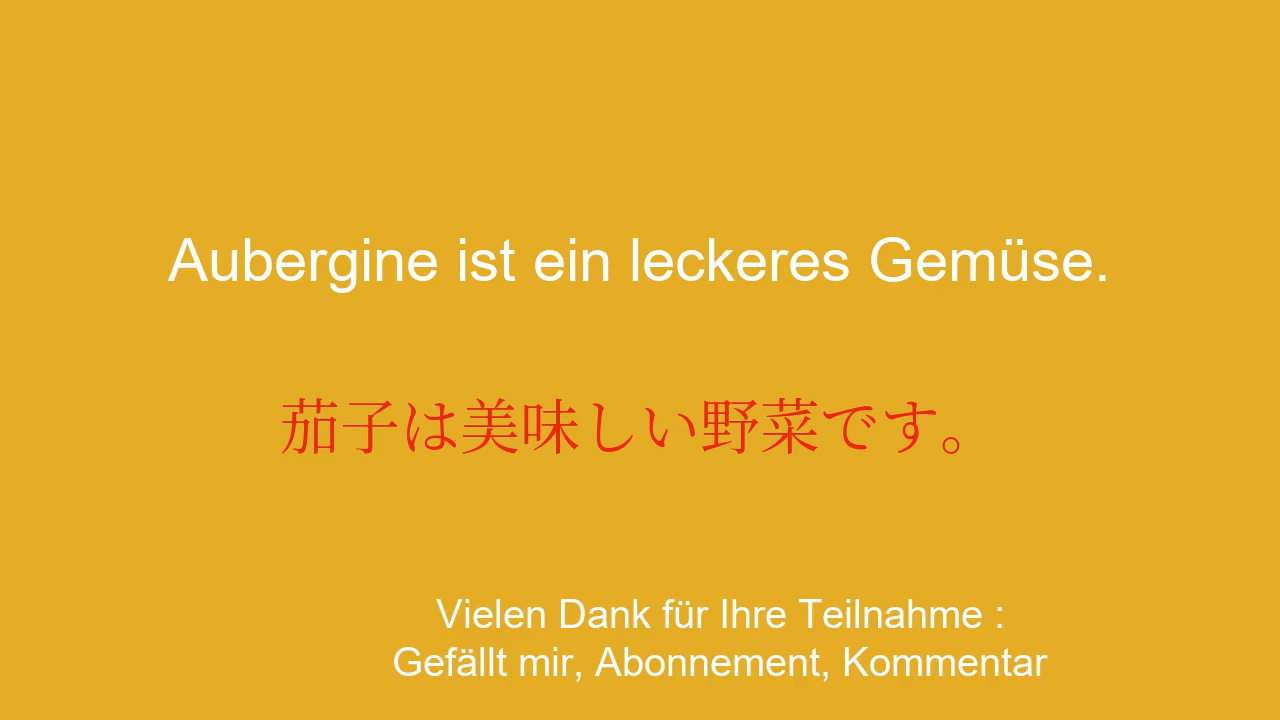 Aubergine ist ein leckeres Gemüse.
茄子は美味しい野菜です。
Vielen Dank für Ihre Teilnahme :
Gefällt mir, Abonnement, Kommentar